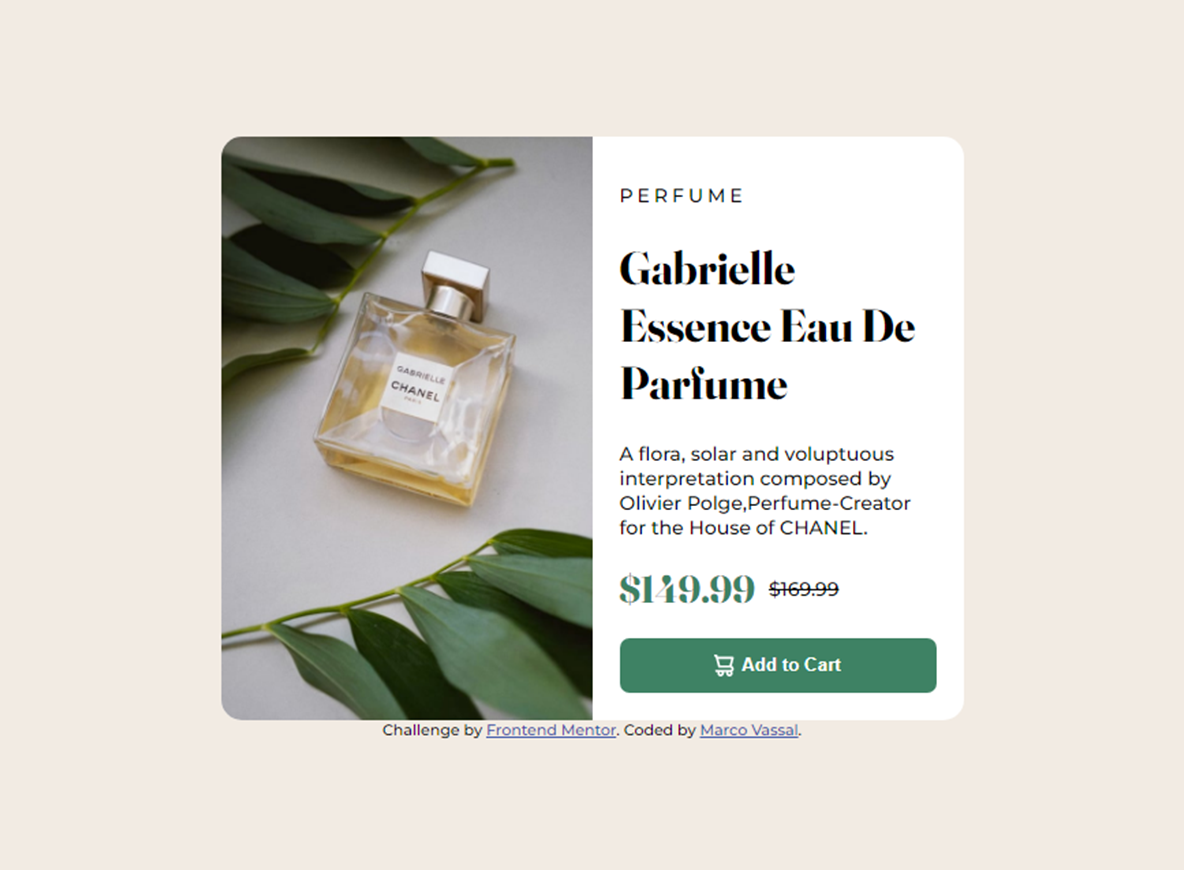 GABRIELLE
CHANEL
PARIS
PERFUME
Gabrielle
Essence Eau De
Parfume
A flora, solar and voluptuous
interpretation composed by
Olivier Polge,Perfume-Creator
for the House of CHANEL.
$149.99 $169.99
Add to Cart
Challenge by Frontend Mentor. Coded by Marco Vassal.